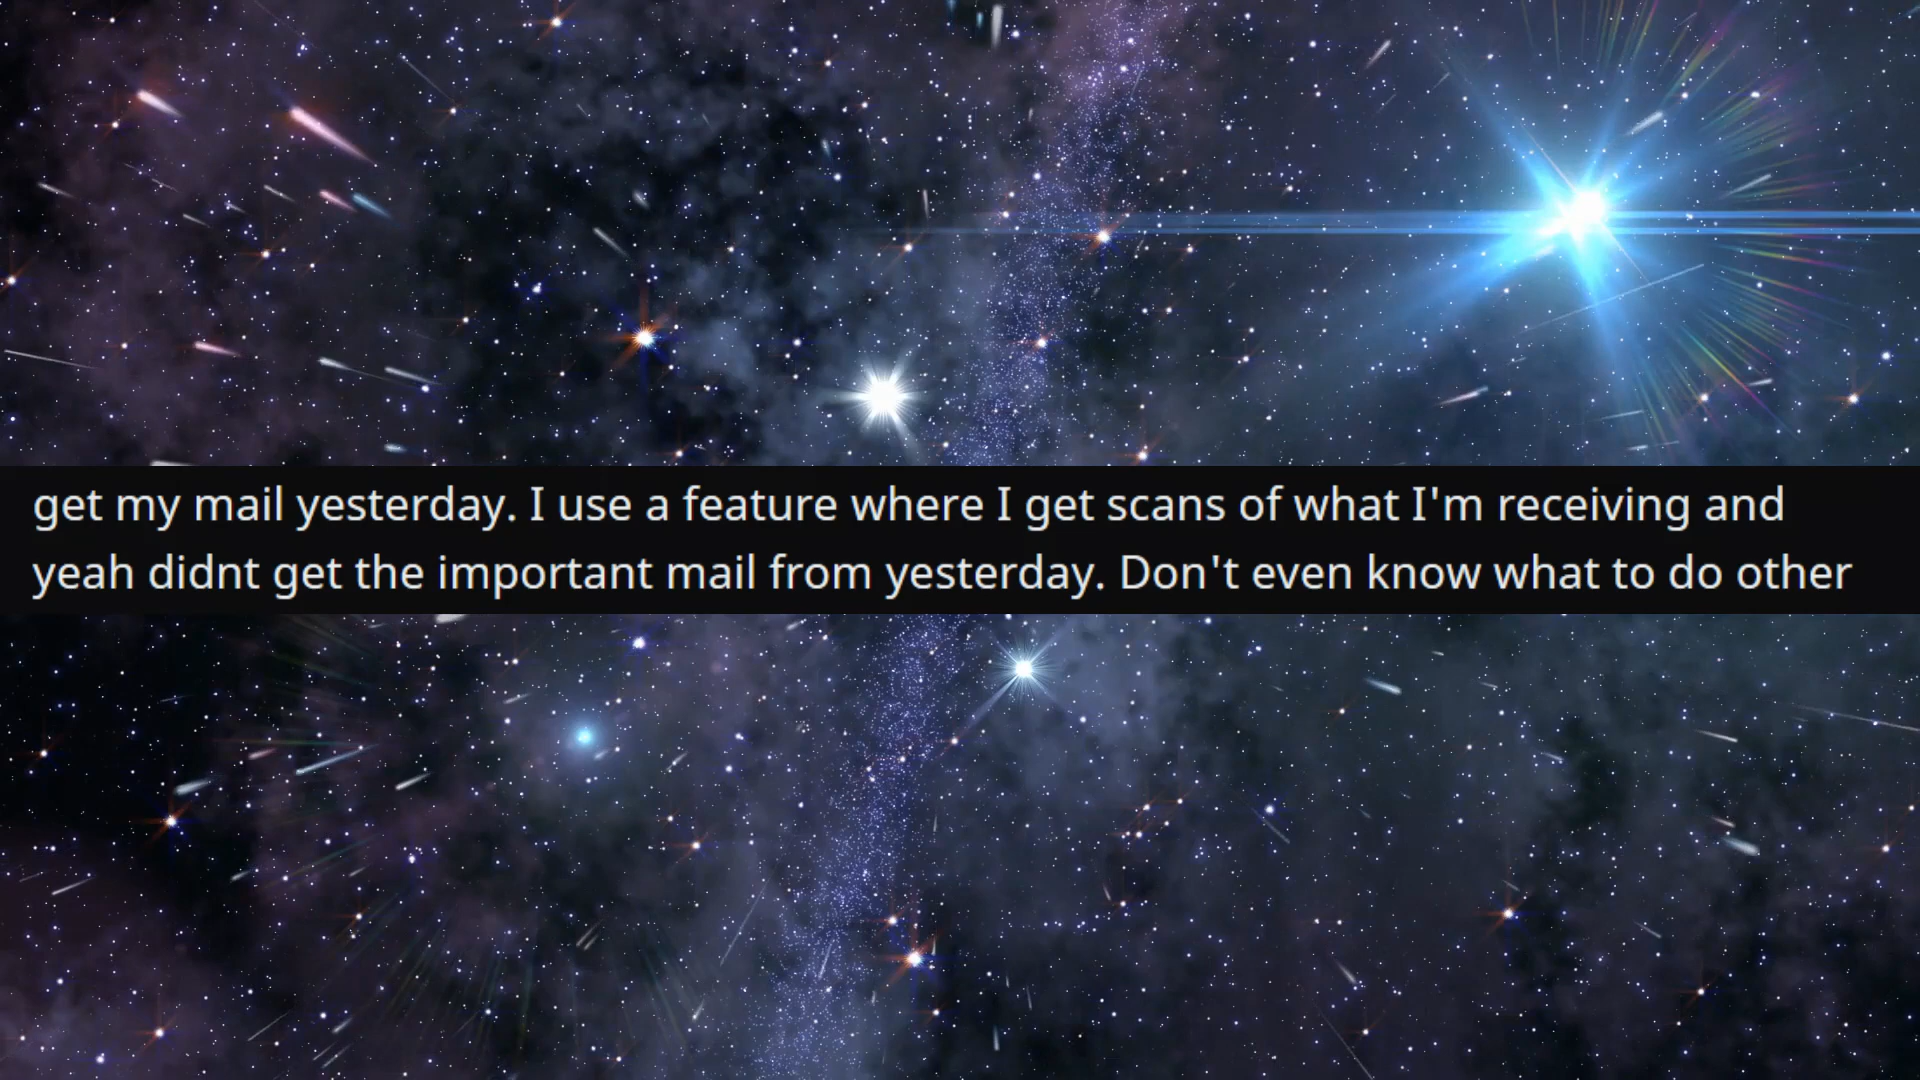 get my mail yesterday. I use a feature where I get scans of what I'm receiving and
yeah didnt get the important mail from yesterday. Don't even know what to do other